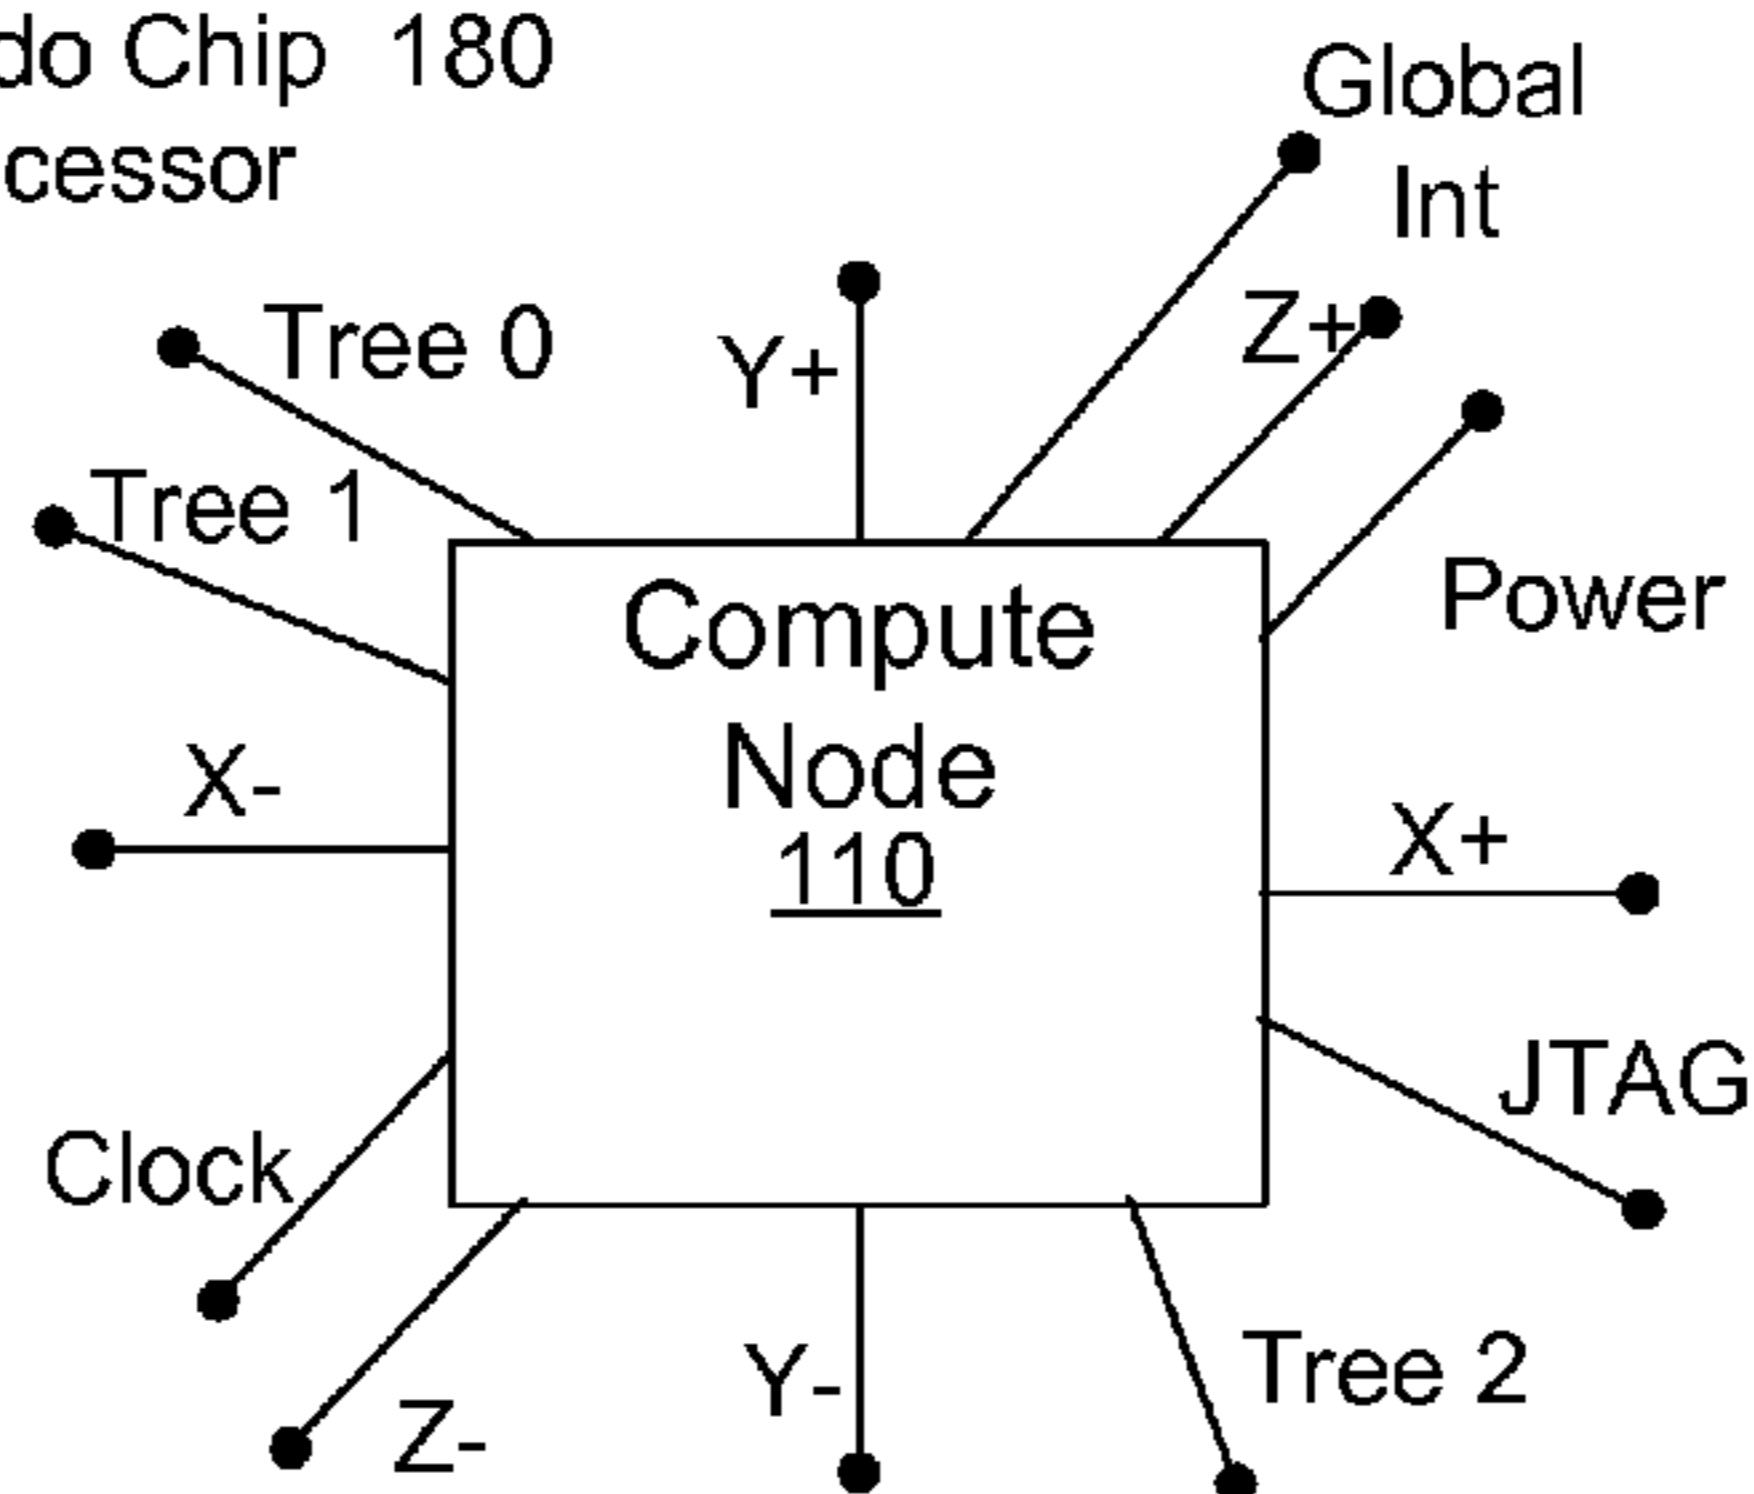 do Chip 180
cessor
Global
Int
Tree 0
Y+
Z+
Tree 1
Power
Compute
Node
110
X-
X+
JTAG
Clock
Tree 2
Y-
Z-